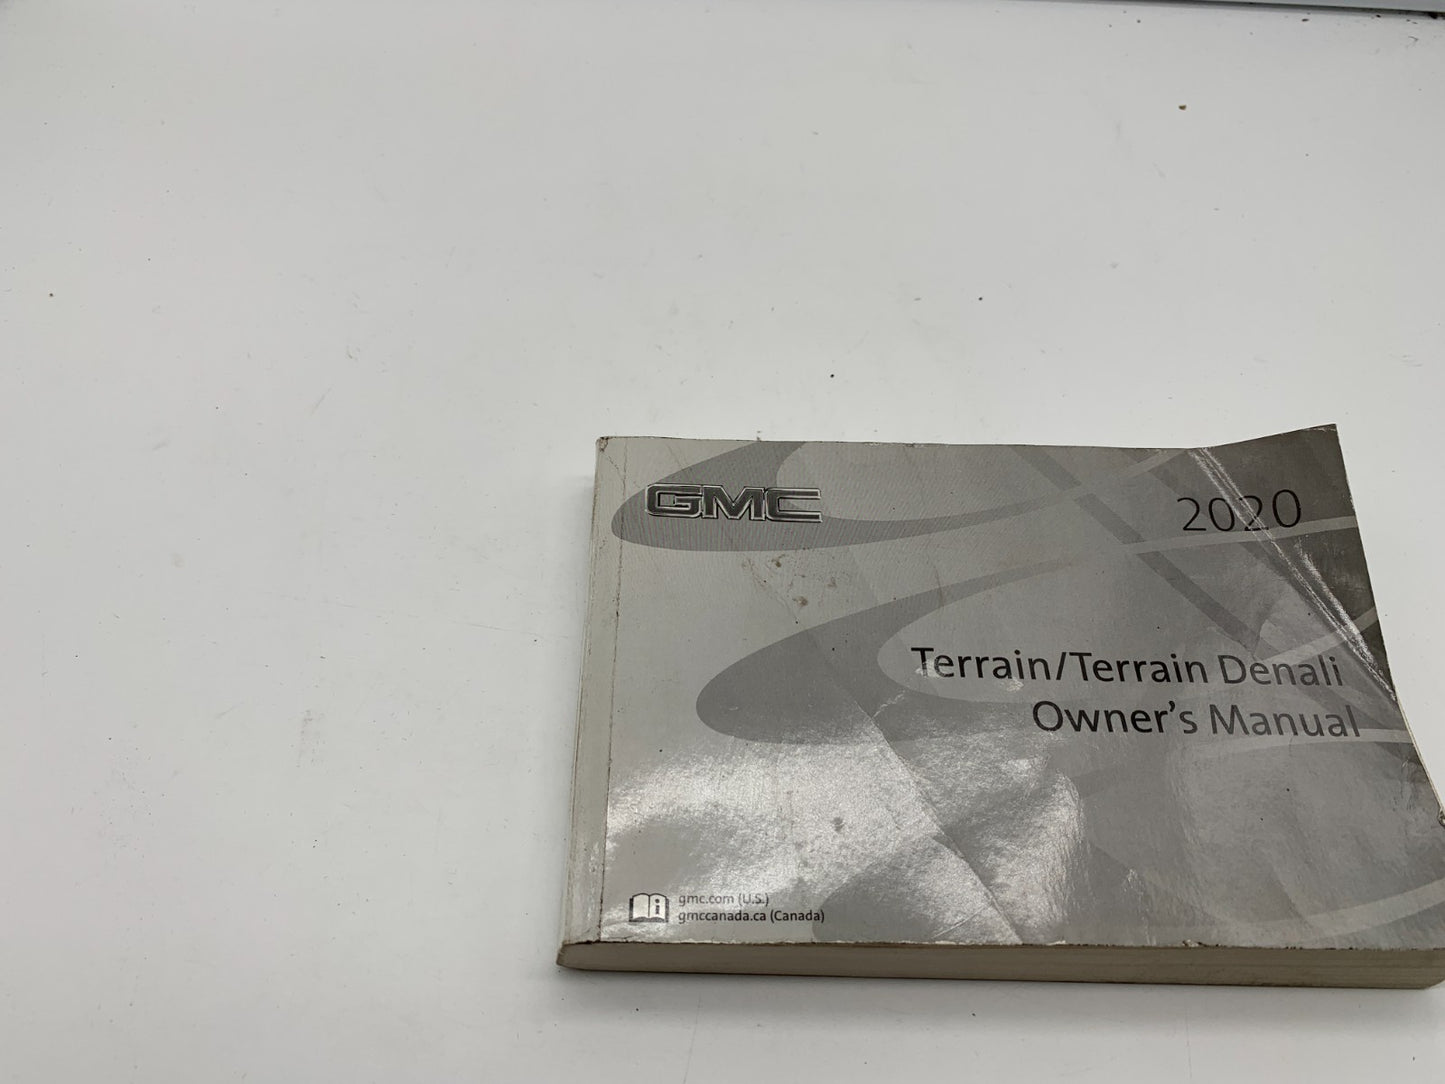 GMC
2020
Terrain/Terrain Denali
Owner's Manual
gmc.com (U.S.)
gmccanada.ca (Canada)